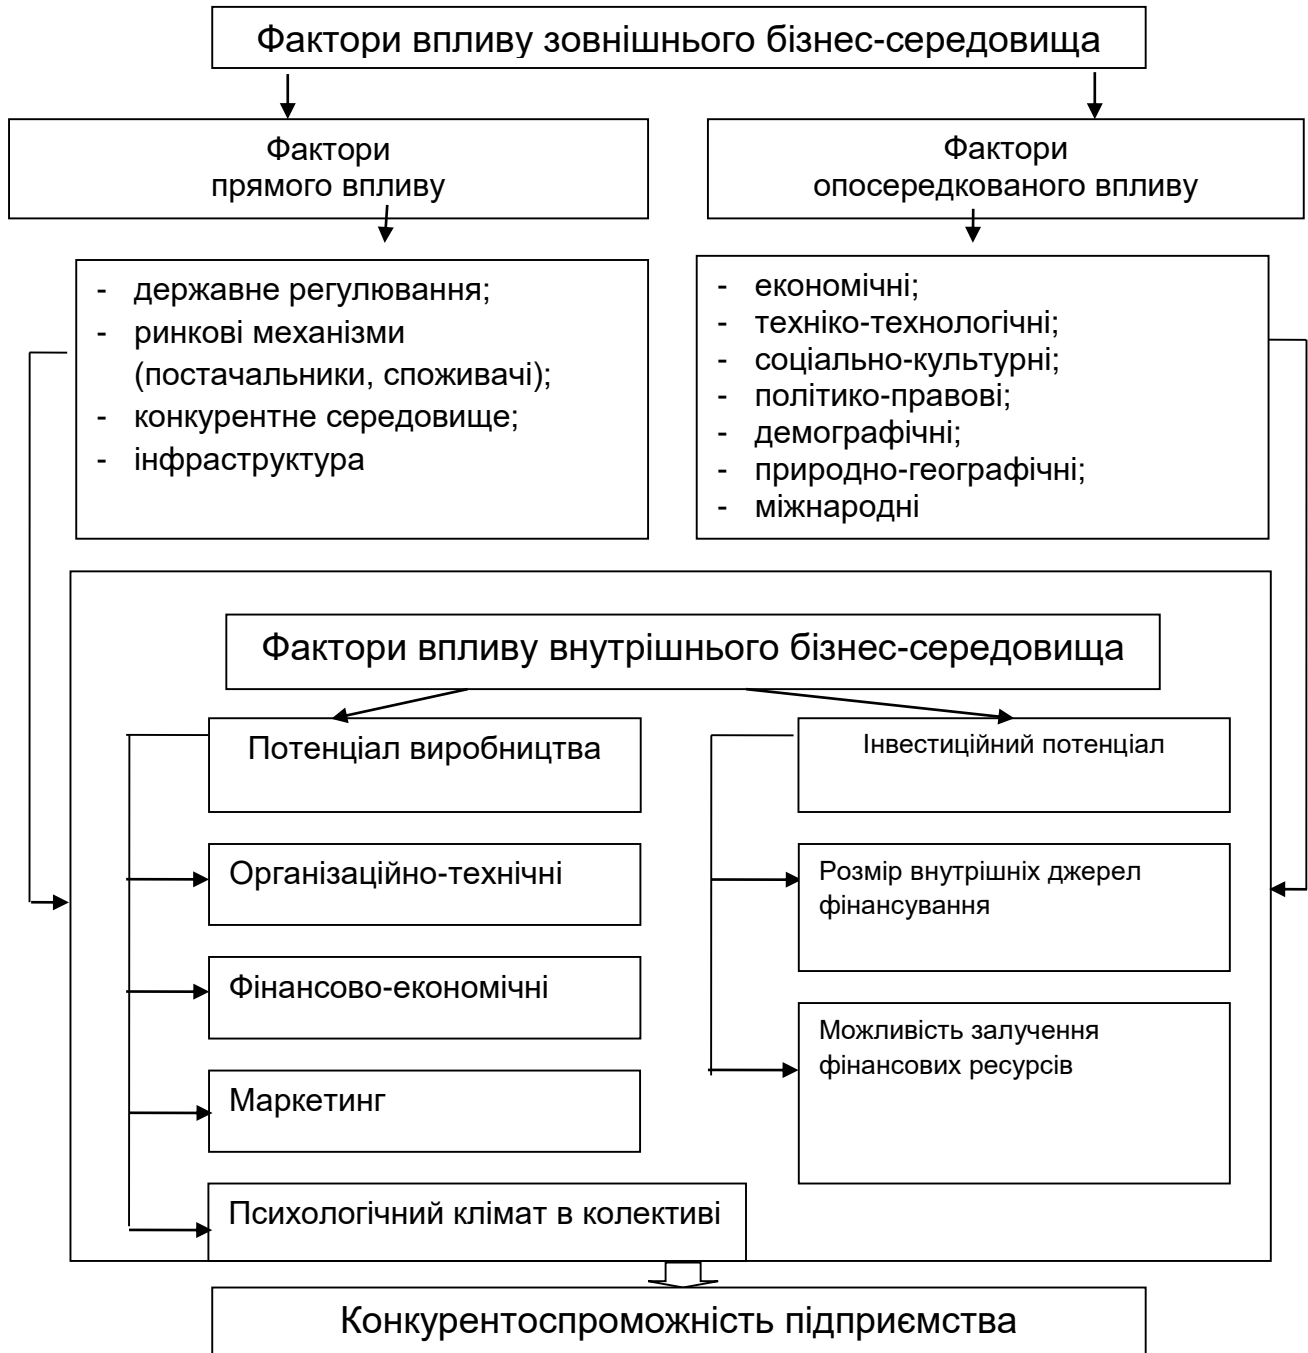 Фактори впливу зовнішнього бізнес-середовища
Фактори
прямого впливу
Фактори
опосередкованого впливу
- державне регулювання;
- ринкові механізми
(постачальники, споживачі);
- конкурентне середовище;
- інфраструктура
- економічні;
- техніко-технологічні;
- соціально-культурні;
- політико-правові;
- демографічні;
- природно-географічні;
- міжнародні
Фактори впливу внутрішнього бізнес-середовища
Потенціал виробництва
Організаційно-технічні
Фінансово-економічні
Маркетинг
Психологічний клімат в колективі
Інвестиційний потенціал
Розмір внутрішніх джерел
фінансування
Можливість залучення
фінансових ресурсів
Конкурентоспроможність підприємства